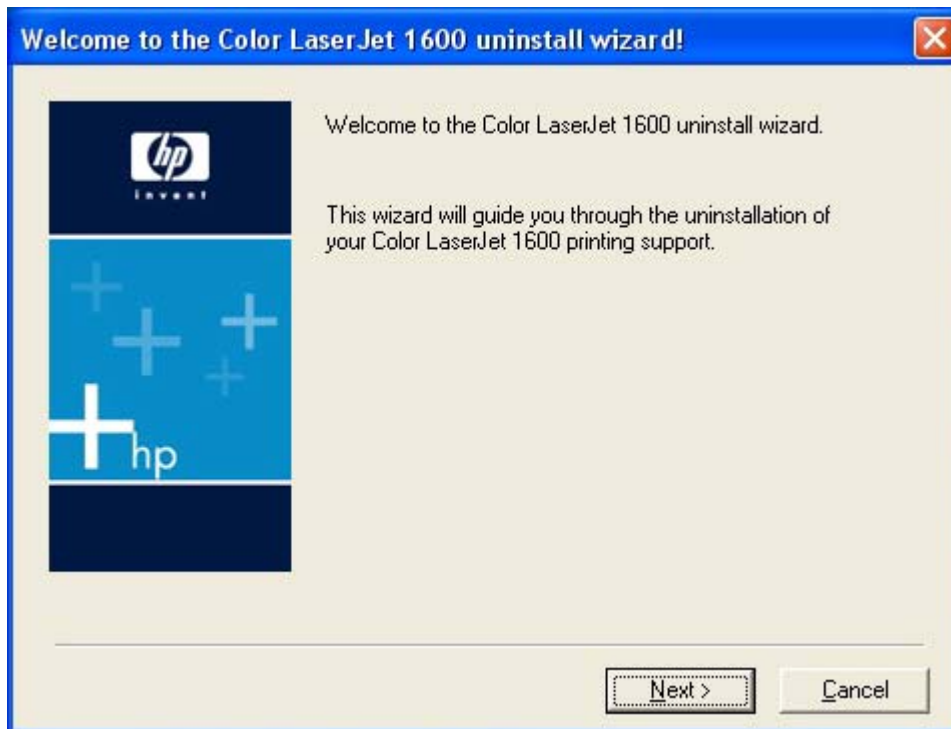 Welcome to the Color LaserJet 1600 uninstall wizard!
hp
invent
Welcome to the Color LaserJet 1600 uninstall wizard.
This wizard will guide you through the uninstallation of
your Color LaserJet 1600 printing support.
hp
Next >
Cancel